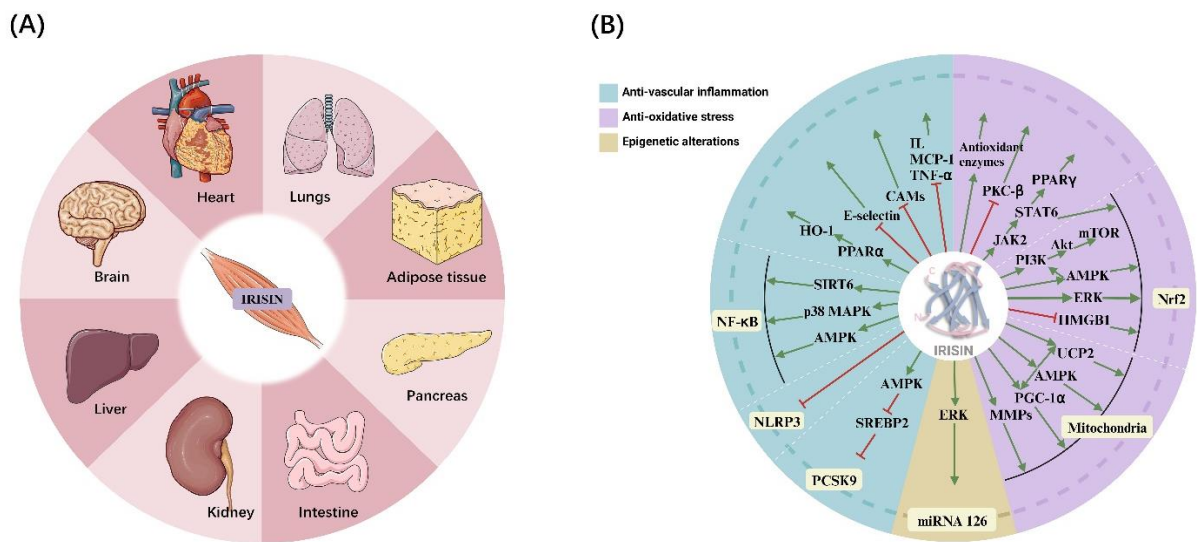 (A)
Heart
Lungs
Brain
Adipose tissue
IRISIN
Liver
Pancreas
Kidney
Intestine
(B)
Anti-vascular inflammation
Anti-oxidative stress
Epigenetic alterations
IL
MCP-1
TNF-α
Antioxidant
enzymes
CAMs
PKC-β
PPARγ
E-selectin
STAT6
HO-1
JAK2
Akt
mTOR
PPARα
PI3K
SIRT6
AMPK
p38 MAPK
ERK
Nrf2
NF-κB
HMGB1
AMPK
C
N
IRISIN
UCP2
AMPK
AMPK
PGC-1α
NLRP3
SREBP2
ERK
MMPs
Mitochondria
PCSK9
miRNA 126